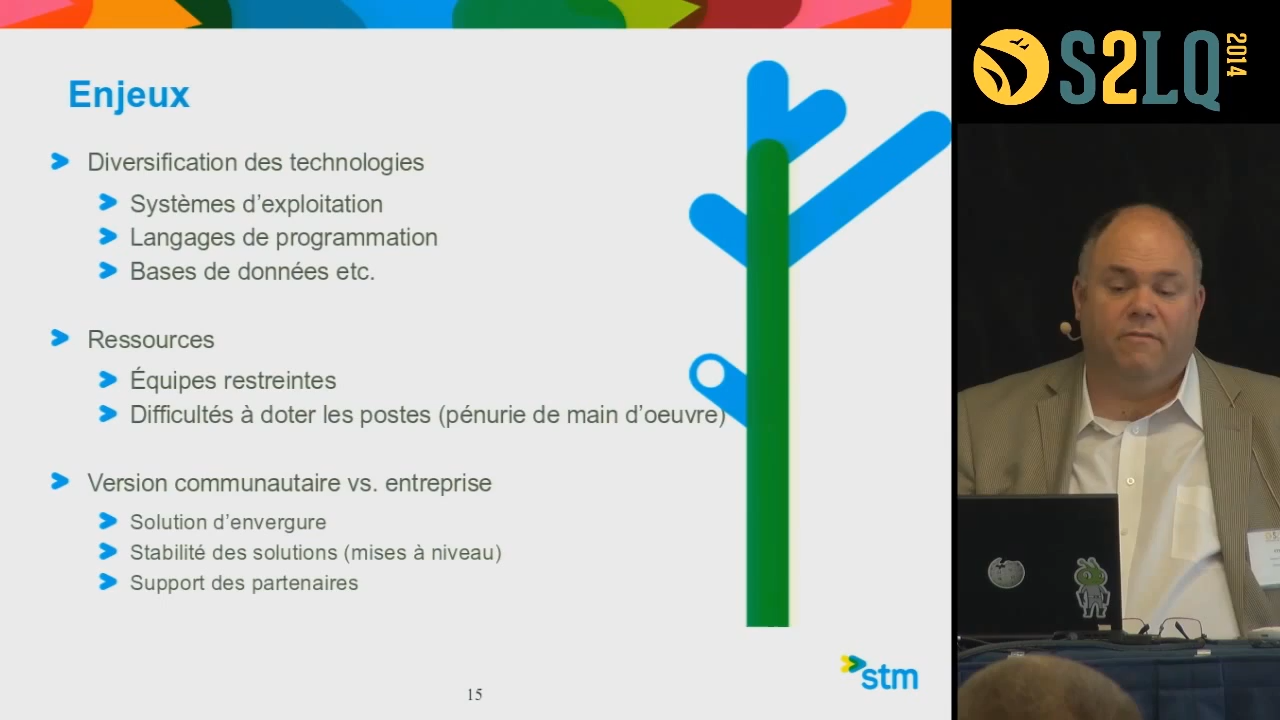 Enjeux
Diversification des technologies
Systèmes d’exploitation
Langages de programmation
Bases de données etc.
Ressources
Équipes restreintes
Difficultés à doter les postes (pénurie de main d’oeuvre)
Version communautaire vs. entreprise
Solution d’envergure
Stabilité des solutions (mises à niveau)
Support des partenaires
15
stm
S2LQ
2014